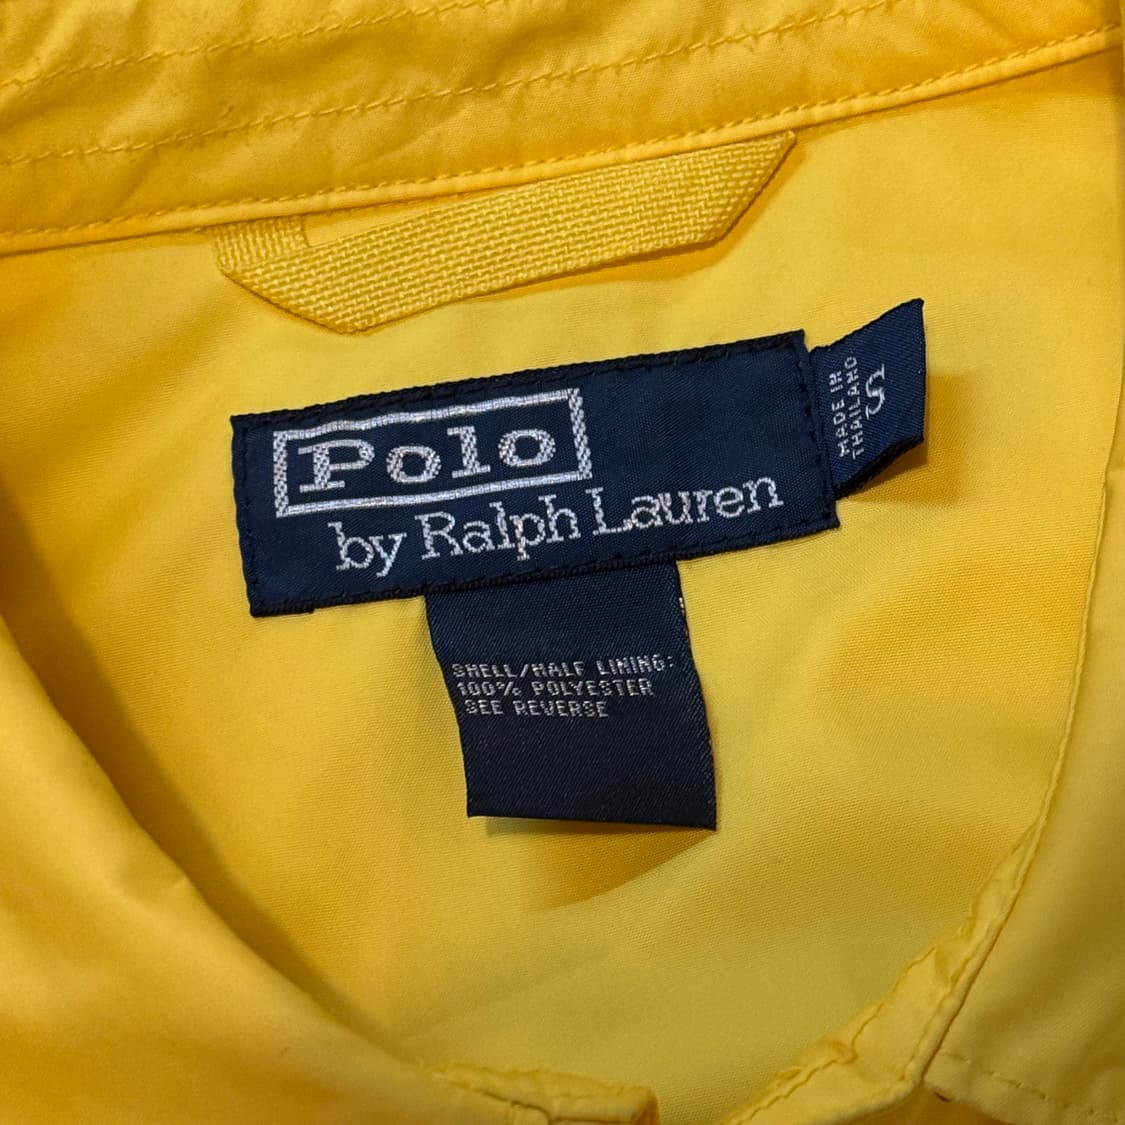 Polo
by Ralph Lauren
MADE IN
THAILAND
S
SHELL/HALF LINING:
100% POLYESTER
SEE REVERSE